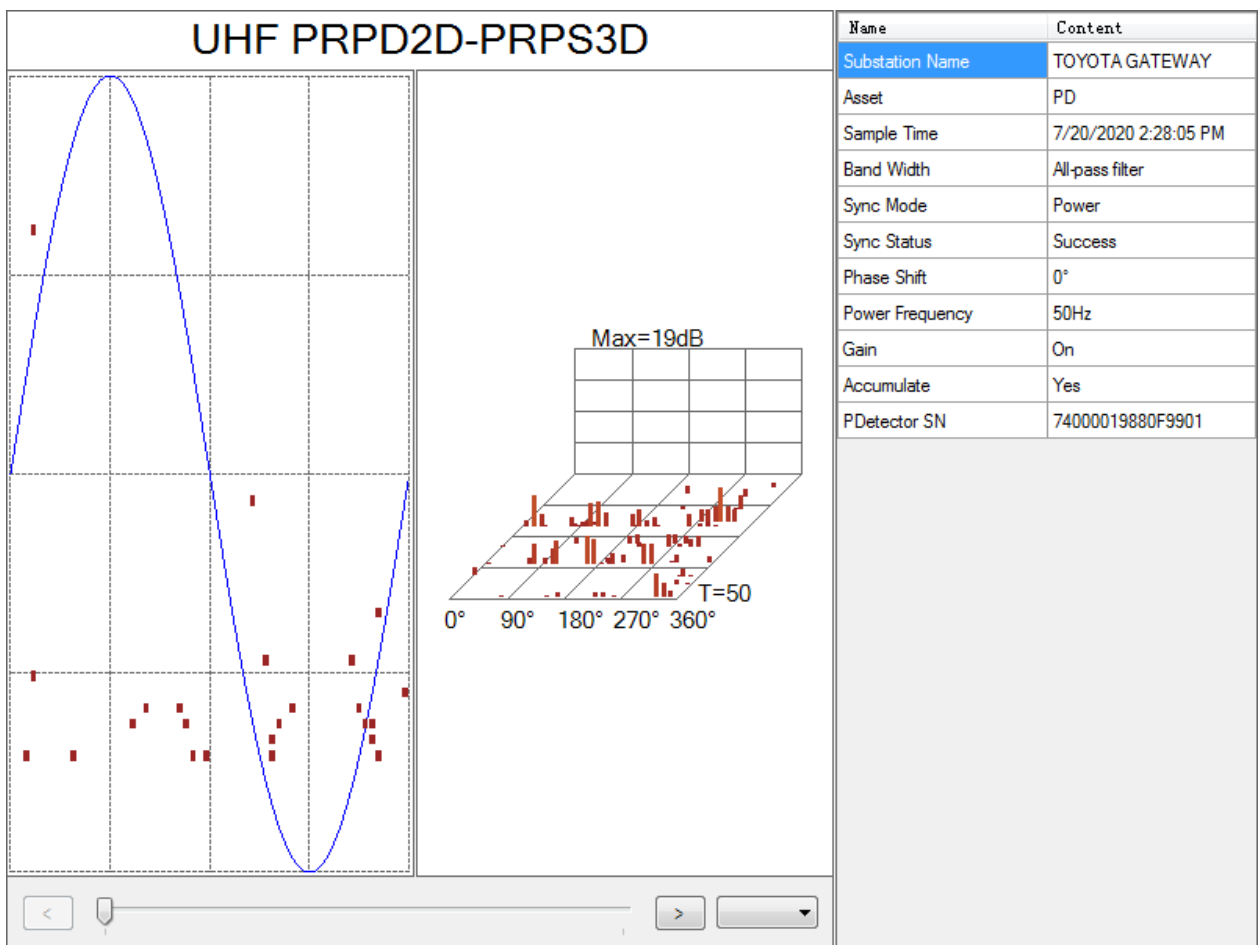 UHF PRPD2D-PRPS3D
Max=19dB
T=50
0° 90° 180° 270° 360°
< >
Name Content
Substation Name TOYOTA GATEWAY
Asset PD
Sample Time 7/20/2020 2:28:05 PM
Band Width All-pass filter
Sync Mode Power
Sync Status Success
Phase Shift 0°
Power Frequency 50Hz
Gain On
Accumulate Yes
PDetector SN 74000019880F9901